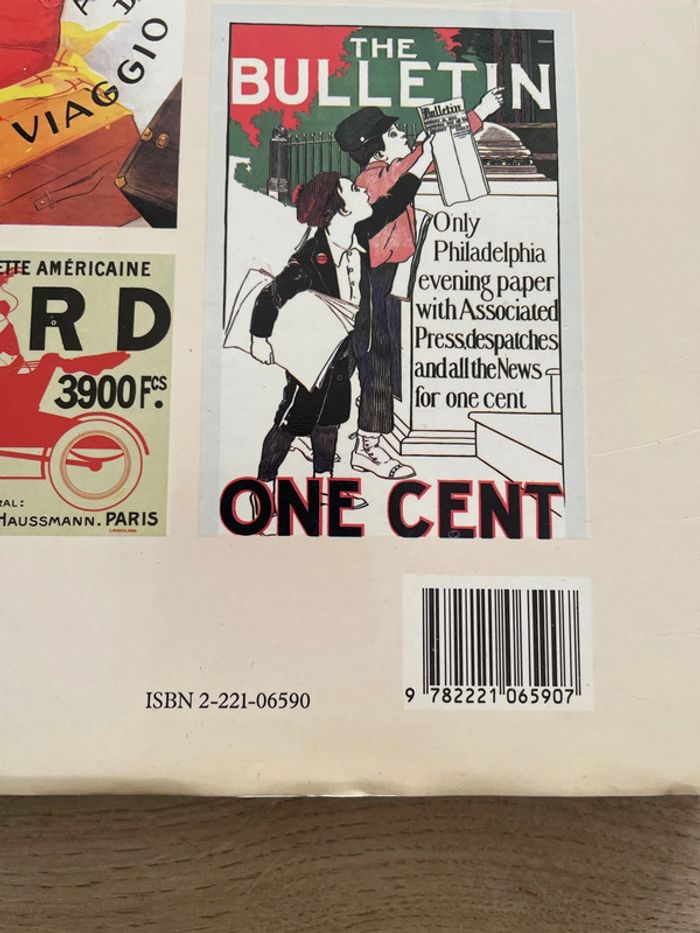 VIAGGIO
ETTE AMÉRICAINE
RD
3900 Fcs.
RAL:
HAUSSMANN. PARIS
THE
BULLETIN
Bulletin
Only
Philadelphia
evening paper
with Associated
Press, despatches
and all the News
for one cent
ONE CENT
ISBN 2-221-06590
9 782221 065907